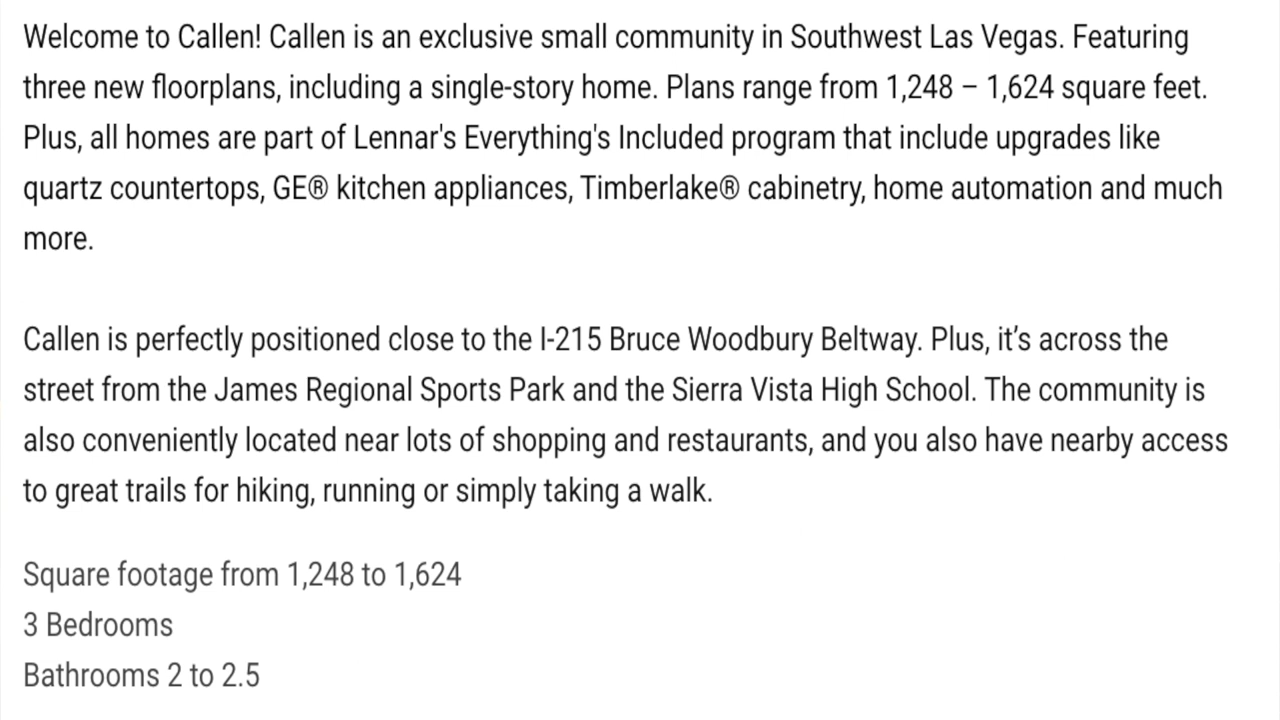 Welcome to Callen! Callen is an exclusive small community in Southwest Las Vegas. Featuring
three new floorplans, including a single-story home. Plans range from 1,248 – 1,624 square feet.
Plus, all homes are part of Lennar's Everything's Included program that include upgrades like
quartz countertops, GE® kitchen appliances, Timberlake® cabinetry, home automation and much
more.
Callen is perfectly positioned close to the I-215 Bruce Woodbury Beltway. Plus, it’s across the
street from the James Regional Sports Park and the Sierra Vista High School. The community is
also conveniently located near lots of shopping and restaurants, and you also have nearby access
to great trails for hiking, running or simply taking a walk.
Square footage from 1,248 to 1,624
3 Bedrooms
Bathrooms 2 to 2.5